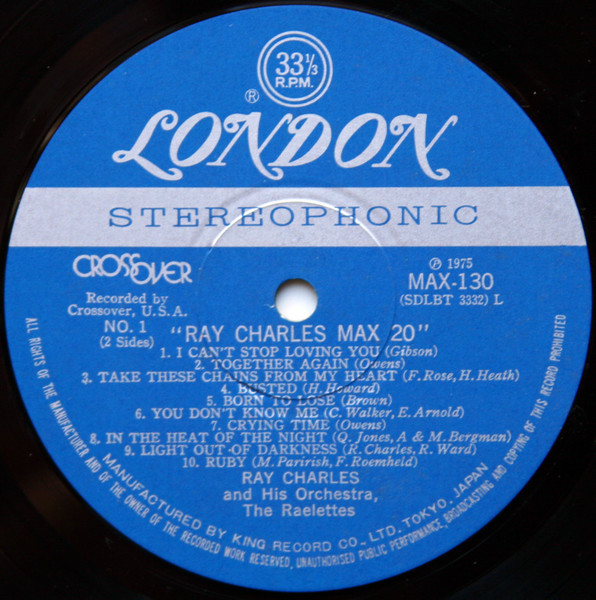 33⅓
R.P.M.
®
LONDON
STEREOPHONIC
CROSSOVER
Recorded by
Crossover, U.S.A.
℗ 1975
MAX-130
(SDLBT 3332) L
NO. 1
(2 Sides)
"RAY CHARLES MAX 20"
1. I CAN'T STOP LOVING YOU (Gibson)
2. TOGETHER AGAIN (Owens)
3. TAKE THESE CHAINS FROM MY HEART (F. Rose, H. Heath)
4. BUSTED (H. Howard)
5. BORN TO LOSE (Brown)
6. YOU DON'T KNOW ME (C. Walker, E. Arnold)
7. CRYING TIME (Owens)
8. IN THE HEAT OF THE NIGHT (Q. Jones, A & M. Bergman)
9. LIGHT OUT OF DARKNESS (R. Charles, R. Ward)
10. RUBY (M. Parirish, F. Roemheld)
RAY CHARLES
and His Orchestra,
The Raelettes
MANUFACTURED BY KING RECORD CO., LTD. TOKYO, JAPAN
ALL RIGHTS OF THE MANUFACTURER AND OF THE OWNER OF THE RECORDED WORK RESERVED, UNAUTHORISED PUBLIC PERFORMANCE, BROADCASTING AND COPYING OF THIS RECORD PROHIBITED